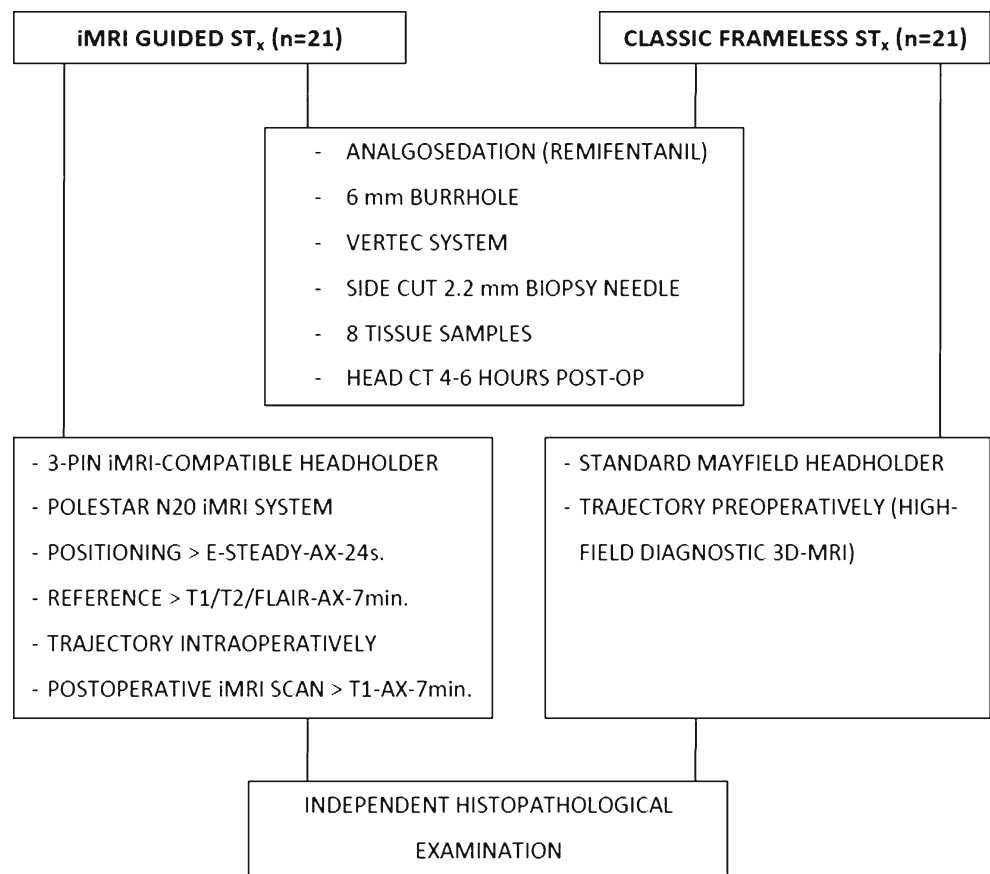 iMRI GUIDED STx (n=21)
CLASSIC FRAMELESS STx (n=21)
- ANALGOSEDATION (REMIFENTANIL)
- 6 mm BURRHOLE
- VERTEC SYSTEM
- SIDE CUT 2.2 mm BIOPSY NEEDLE
- 8 TISSUE SAMPLES
- HEAD CT 4-6 HOURS POST-OP
- 3-PIN iMRI-COMPATIBLE HEADHOLDER
- POLESTAR N20 iMRI SYSTEM
- POSITIONING > E-STEADY-AX-24s.
- REFERENCE > T1/T2/FLAIR-AX-7min.
- TRAJECTORY INTRAOPERATIVELY
- POSTOPERATIVE iMRI SCAN > T1-AX-7min.
- STANDARD MAYFIELD HEADHOLDER
- TRAJECTORY PREOPERATIVELY (HIGH-
FIELD DIAGNOSTIC 3D-MRI)
INDEPENDENT HISTOPATHOLOGICAL
EXAMINATION